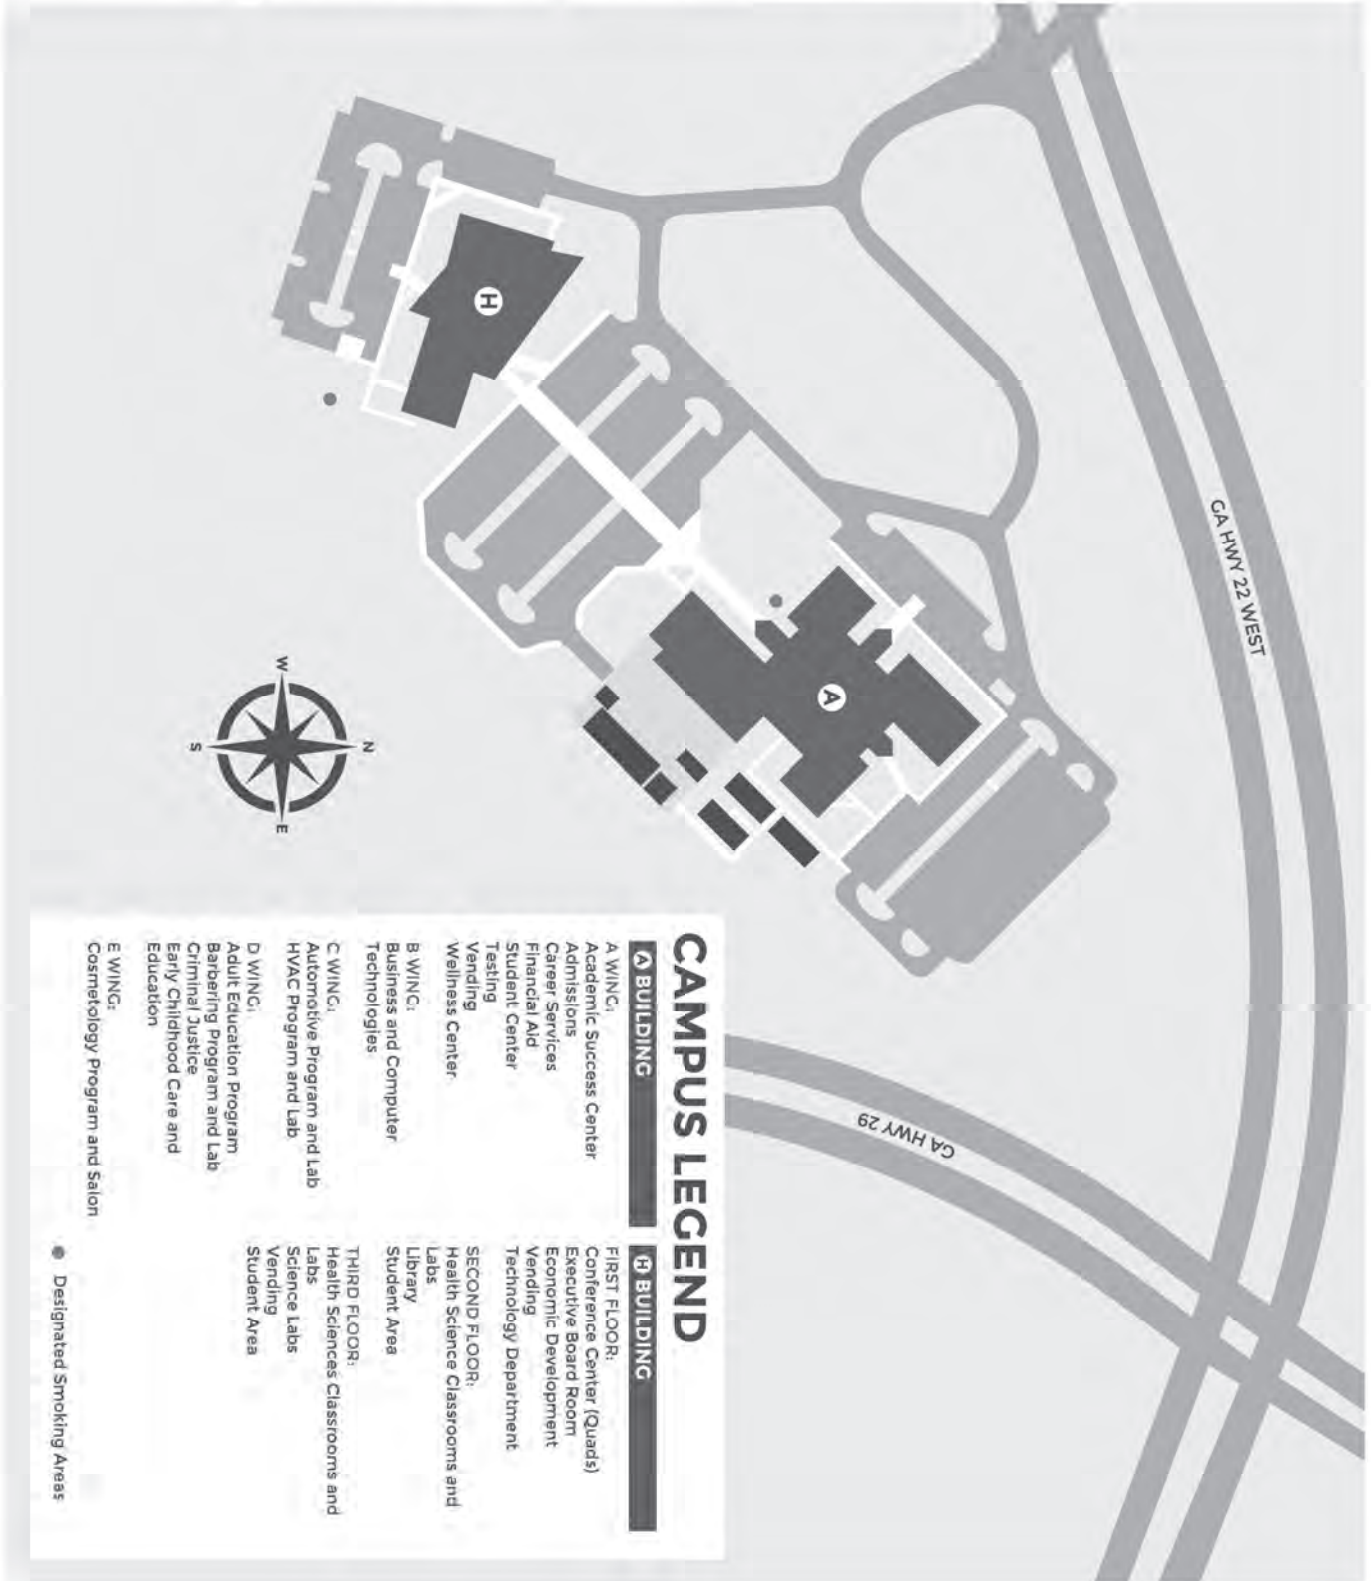 GA HWY 22 WEST
GA HWY 29
H
A
N
W
E
S
CAMPUS LEGEND
A BUILDING
A WING:
Academic Success Center
Admissions
Career Services
Financial Aid
Student Center
Testing
Vending
Wellness Center
B WING:
Business and Computer
Technologies
C WING:
Automotive Program and Lab
HVAC Program and Lab
D WING:
Adult Education Program
Barbering Program and Lab
Criminal Justice
Early Childhood Care and
Education
E WING:
Cosmetology Program and Salon
H BUILDING
FIRST FLOOR:
Conference Center (Quads)
Executive Board Room
Economic Development
Vending
Technology Department
SECOND FLOOR:
Health Science Classrooms and
Labs
Library
Student Area
THIRD FLOOR:
Health Sciences Classrooms and
Labs
Science Labs
Vending
Student Area
Designated Smoking Areas